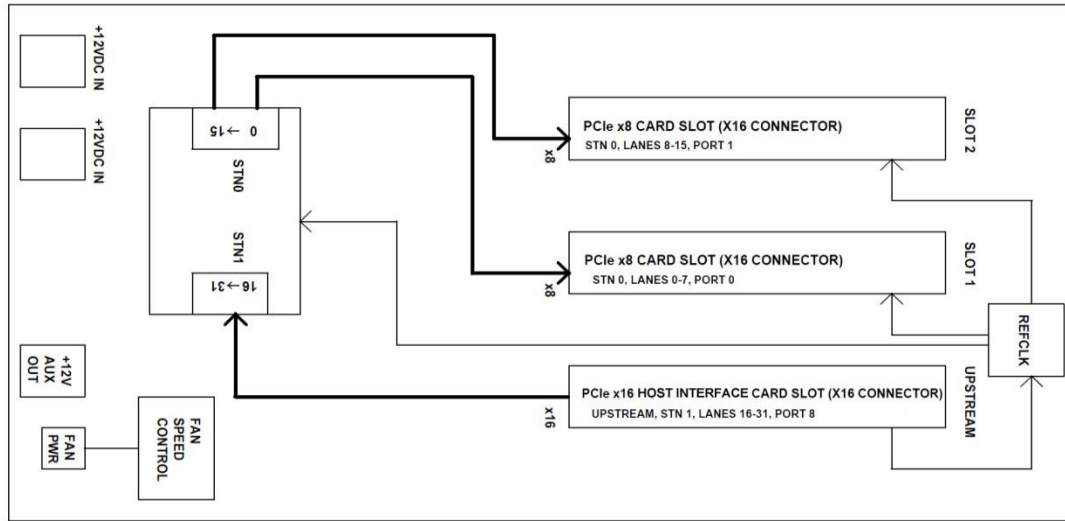 +12VDC IN
+12VDC IN
0 →15
STN0
STN1
16→31
x8
x8
x16
PCIe x8 CARD SLOT (X16 CONNECTOR)
STN 0, LANES 8-15, PORT 1
SLOT 2
PCIe x8 CARD SLOT (X16 CONNECTOR)
STN 0, LANES 0-7, PORT 0
SLOT 1
PCIe x16 HOST INTERFACE CARD SLOT (X16 CONNECTOR)
UPSTREAM, STN 1, LANES 16-31, PORT 8
UPSTREAM
REFCLK
+12V
AUX
OUT
FAN
PWR
FAN
SPEED
CONTROL